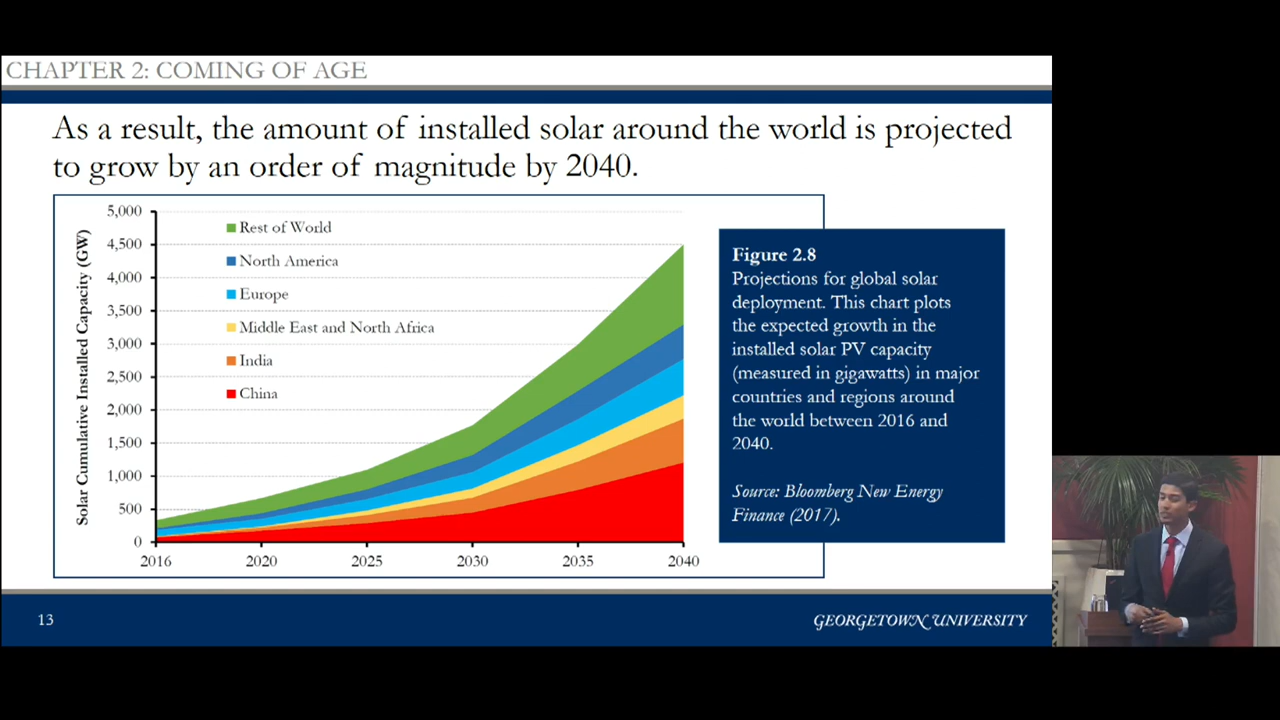 CHAPTER 2: COMING OF AGE
As a result, the amount of installed solar around the world is projected
to grow by an order of magnitude by 2040.
Solar Cumulative Installed Capacity (GW)
5,000
4,500
4,000
3,500
3,000
2,500
2,000
1,500
1,000
500
0
Rest of World
North America
Europe
Middle East and North Africa
India
China
2016 2020 2025 2030 2035 2040
Figure 2.8
Projections for global solar
deployment. This chart plots
the expected growth in the
installed solar PV capacity
(measured in gigawatts) in major
countries and regions around
the world between 2016 and
2040.
Source: Bloomberg New Energy
Finance (2017).
13
GEORGETOWN UNIVERSITY